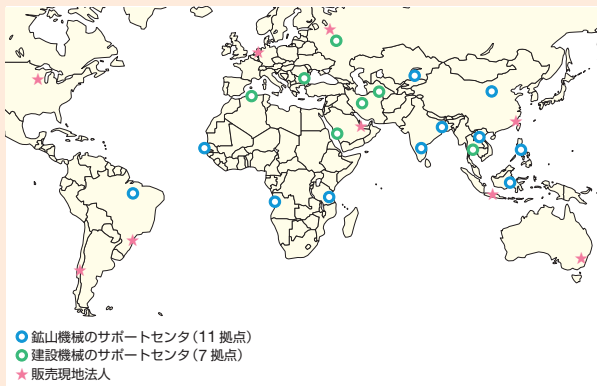 鉱山機械のサポートセンタ（11 拠点）
建設機械のサポートセンタ（7 拠点）
販売現地法人